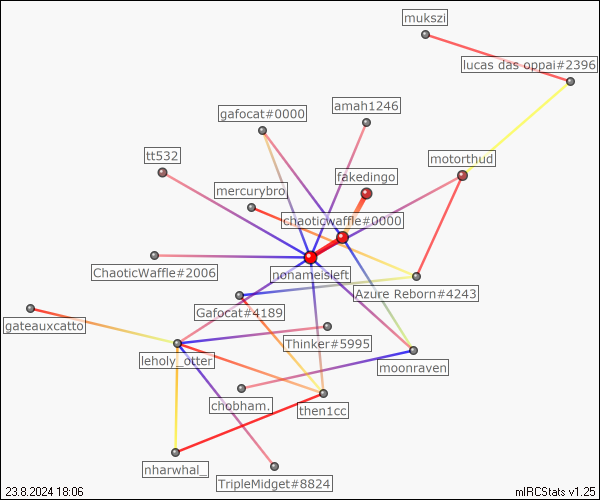 mukszi
lucas das oppai#2396
amah1246
gafocat#0000
tt532
motorthud
fakedingo
mercurybro
chaoticwaffle#0000
ChaoticWaffle#2006
nonameisleft
Azure Reborn#4243
Gafocat#4189
gateauxcatto
Thinker#5995
leholy_otter
moonraven
chobham.
then1cc
nharwhal_
TripleMidget#8824
23.8.2024 18:06
mIRCStats v1.25